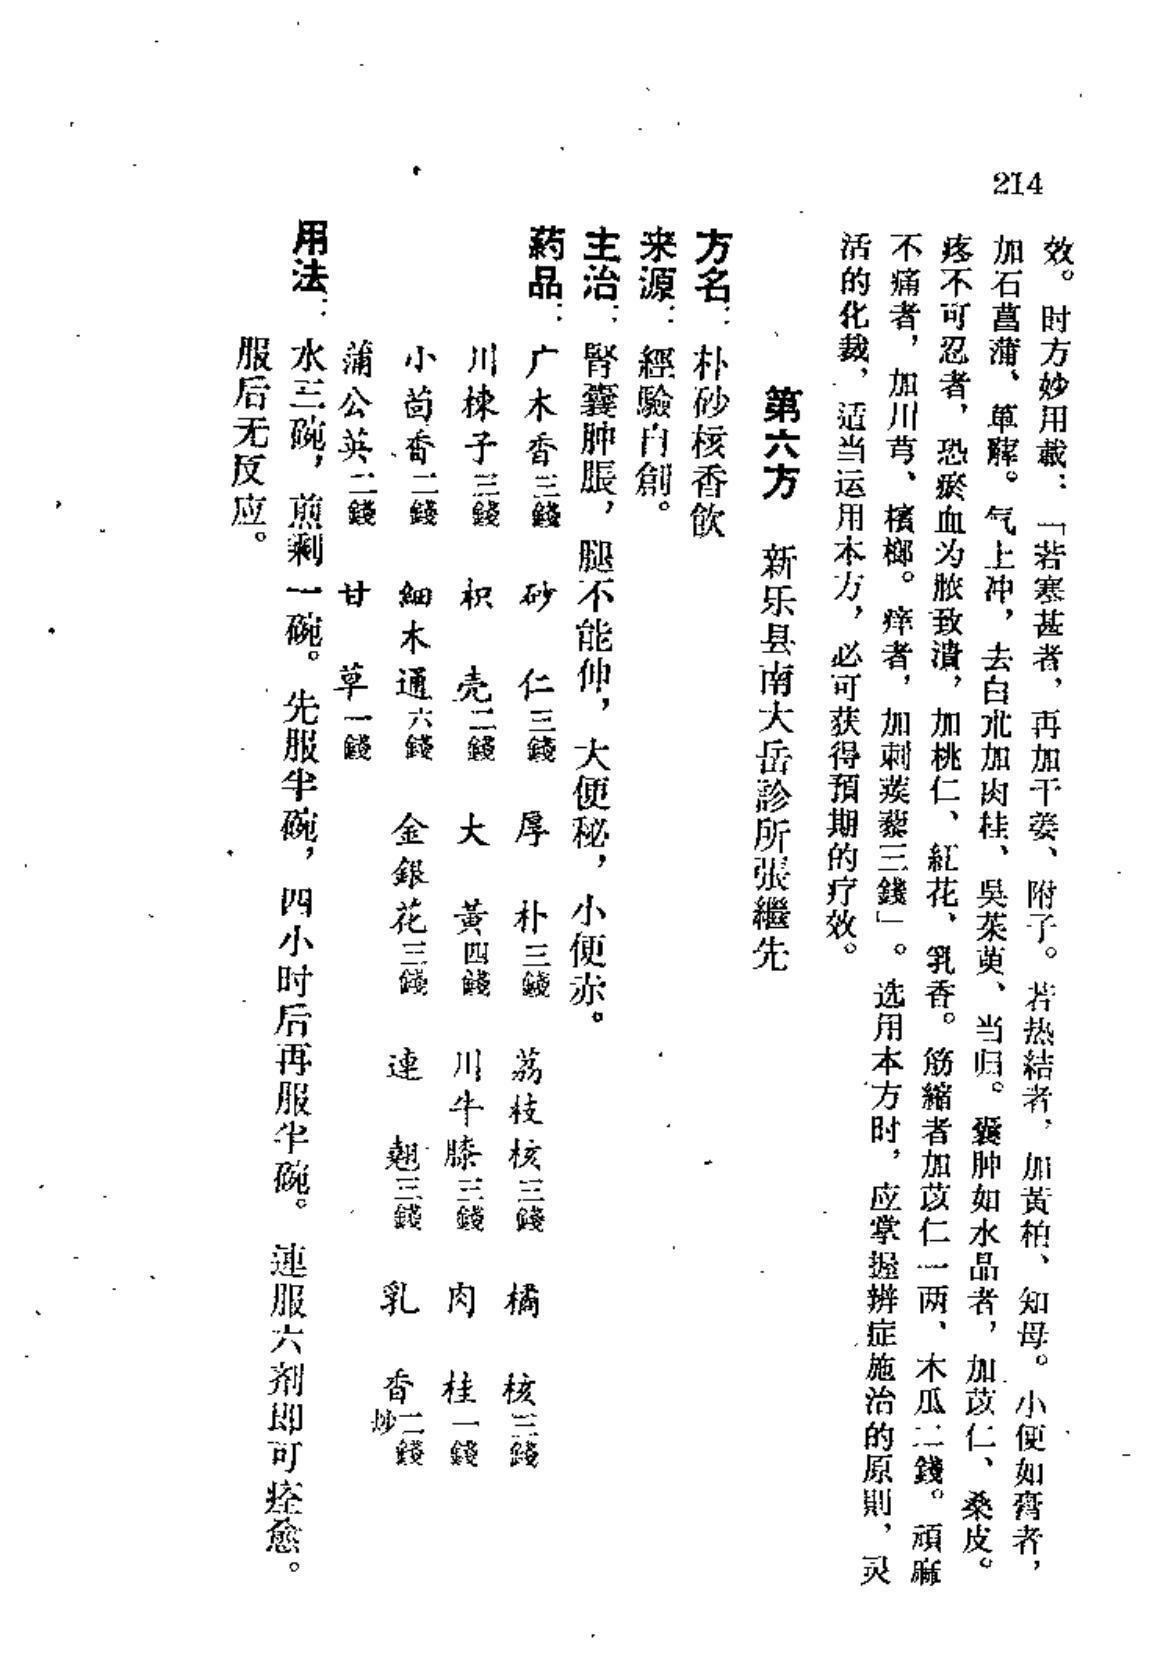 214
效。时方妙用載：「若寒甚者，再加干姜、附子。若热結者，加黃柏、知母。小便如膏者，
加石菖蒲、萆薢。气上冲，去白朮加肉桂、吳茱萸、当归。囊肿如水晶者，加苡仁、桑皮。
疼不可忍者，恐瘀血为脓致潰，加桃仁、紅花、乳香。筋縮者加苡仁一两、木瓜二錢。頑麻
不痛者，加川芎、檳榔。痒者，加刺蒺藜三錢」。选用本方时，应掌握辨症施治的原則，灵
活的化裁，适当运用本方，必可获得預期的疗效。
第六方　新乐县南大岳診所張繼先
方名：朴砂核香飮
来源：經驗自創。
主治：腎囊肿脹，腿不能伸，大便秘，小便赤。
葯品：广木香三錢　砂仁三錢　厚朴三錢　荔枝核三錢　橘核三錢
川楝子三錢　枳壳二錢　大黃四錢　川牛膝三錢　肉桂一錢
小茴香二錢　細木通六錢　金銀花三錢　連翹三錢　乳香炒二錢
蒲公英二錢　甘草一錢
用法：水三碗，煎剩一碗。先服半碗，四小时后再服半碗。連服六剂即可痊愈。
服后无反应。